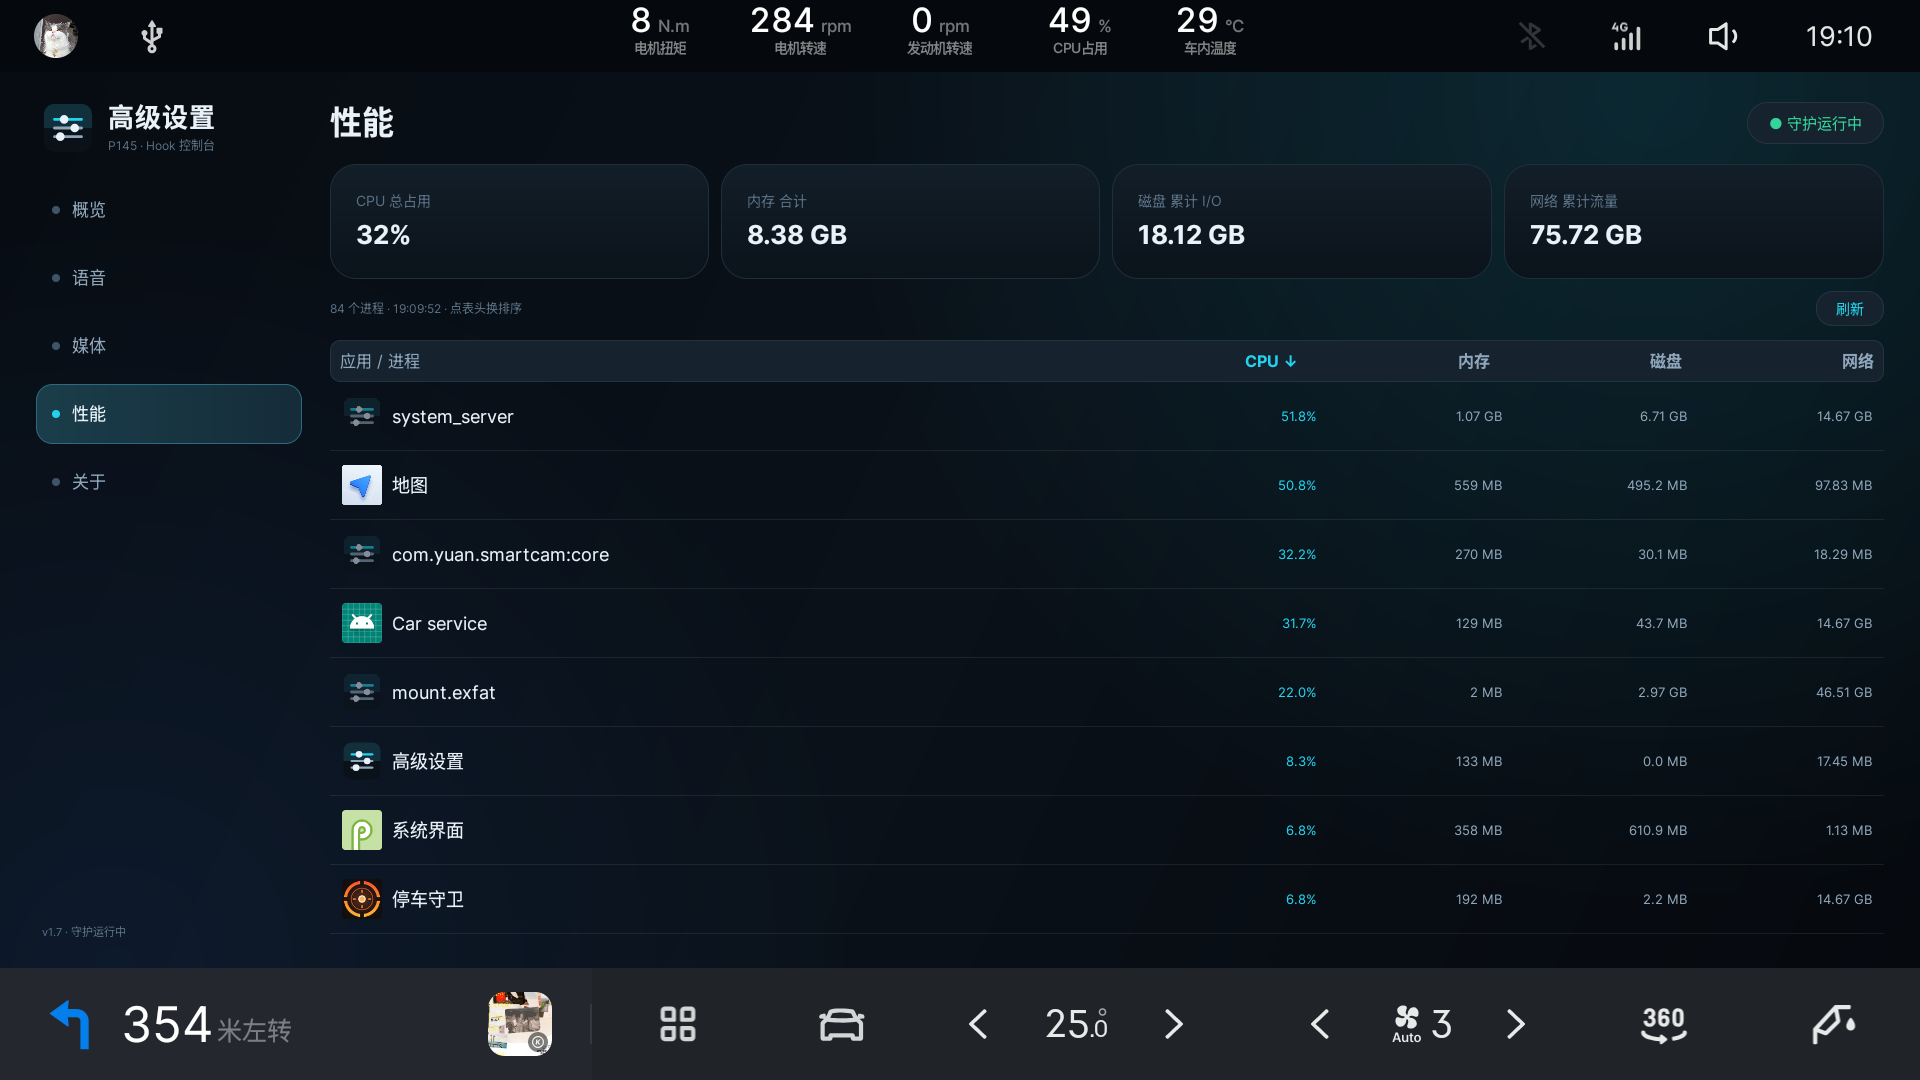 8 N.m
电机扭矩
284 rpm
电机转速
0 rpm
发动机转速
49 %
CPU占用
29 °C
车内温度
4G
19:10
高级设置
P145 · Hook 控制台
概览
语音
媒体
性能
关于
v1.7 · 守护运行中
性能
守护运行中
CPU 总占用
32%
内存 合计
8.38 GB
磁盘 累计 I/O
18.12 GB
网络 累计流量
75.72 GB
84 个进程 · 19:09:52 · 点表头换排序
刷新
应用 / 进程 CPU ↓ 内存 磁盘 网络
system_server 51.8% 1.07 GB 6.71 GB 14.67 GB
地图 50.8% 559 MB 495.2 MB 97.83 MB
com.yuan.smartcam:core 32.2% 270 MB 30.1 MB 18.29 MB
Car service 31.7% 129 MB 43.7 MB 14.67 GB
mount.exfat 22.0% 2 MB 2.97 GB 46.51 GB
高级设置 8.3% 133 MB 0.0 MB 17.45 MB
系统界面 6.8% 358 MB 610.9 MB 1.13 MB
停车守卫 6.8% 192 MB 2.2 MB 14.67 GB
354 米左转
25.0°
Auto 3
360